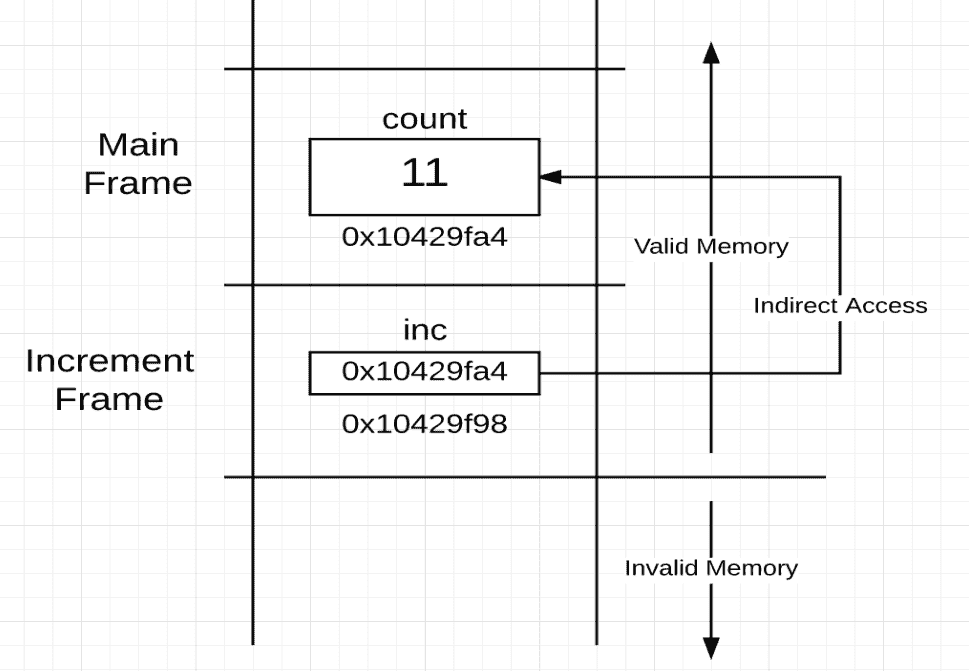 count
Main
Frame
11
0x10429fa4
Valid Memory
Indirect Access
inc
Increment
Frame
0x10429fa4
0x10429f98
Invalid Memory